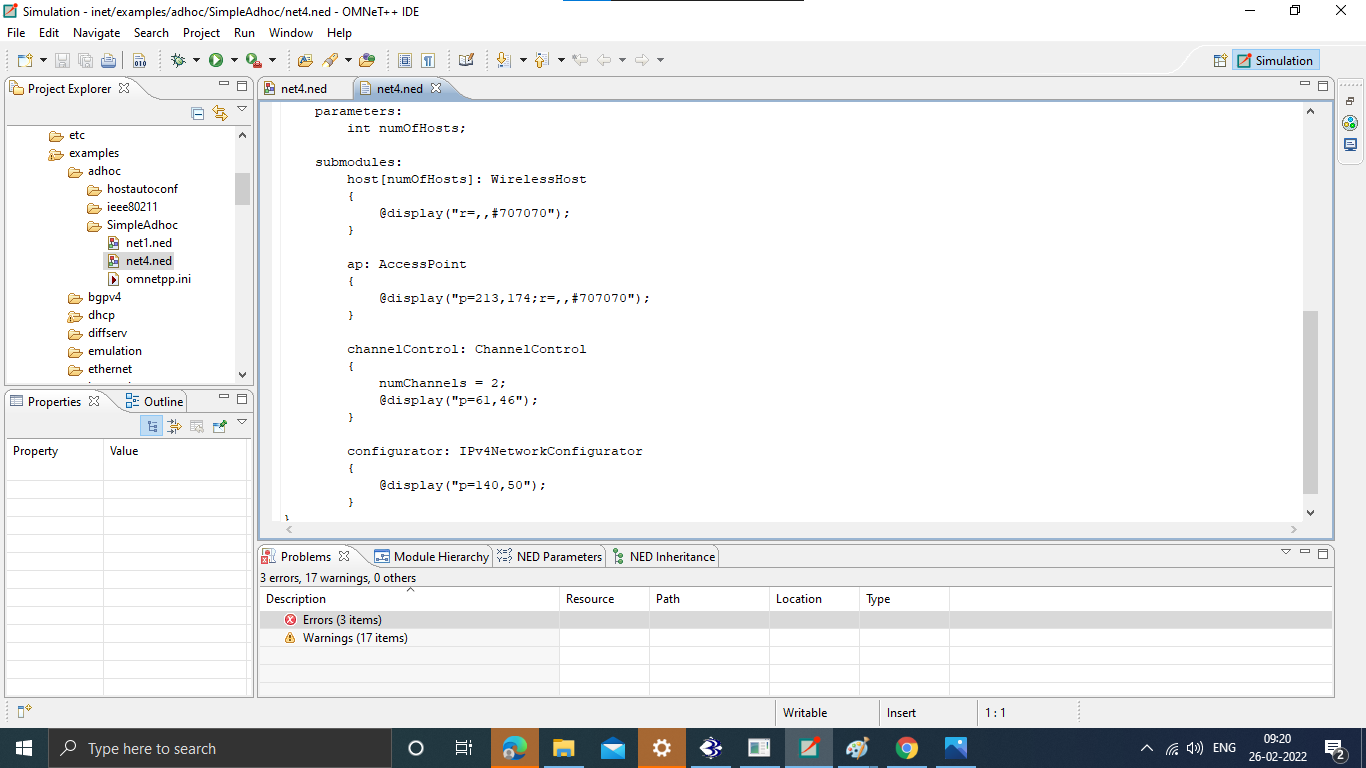 Simulation - inet/examples/adhoc/SimpleAdhoc/net4.ned - OMNeT++ IDE
File Edit Navigate Search Project Run Window Help
Simulation
Project Explorer
etc
examples
adhoc
hostautoconf
ieee80211
SimpleAdhoc
net1.ned
net4.ned
omnetpp.ini
bgpv4
dhcp
diffserv
emulation
ethernet
Properties Outline
Property Value
net4.ned net4.ned
parameters:
int numOfHosts;
submodules:
host[numOfHosts]: WirelessHost
{
@display("r=,,#707070");
}
ap: AccessPoint
{
@display("p=213,174;r=,,#707070");
}
channelControl: ChannelControl
{
numChannels = 2;
@display("p=61,46");
}
configurator: IPv4NetworkConfigurator
{
@display("p=140,50");
}
}
Problems Module Hierarchy NED Parameters NED Inheritance
3 errors, 17 warnings, 0 others
Description Resource Path Location Type
Errors (3 items)
Warnings (17 items)
Writable Insert 1 : 1
Type here to search
ENG
09:20
26-02-2022
2